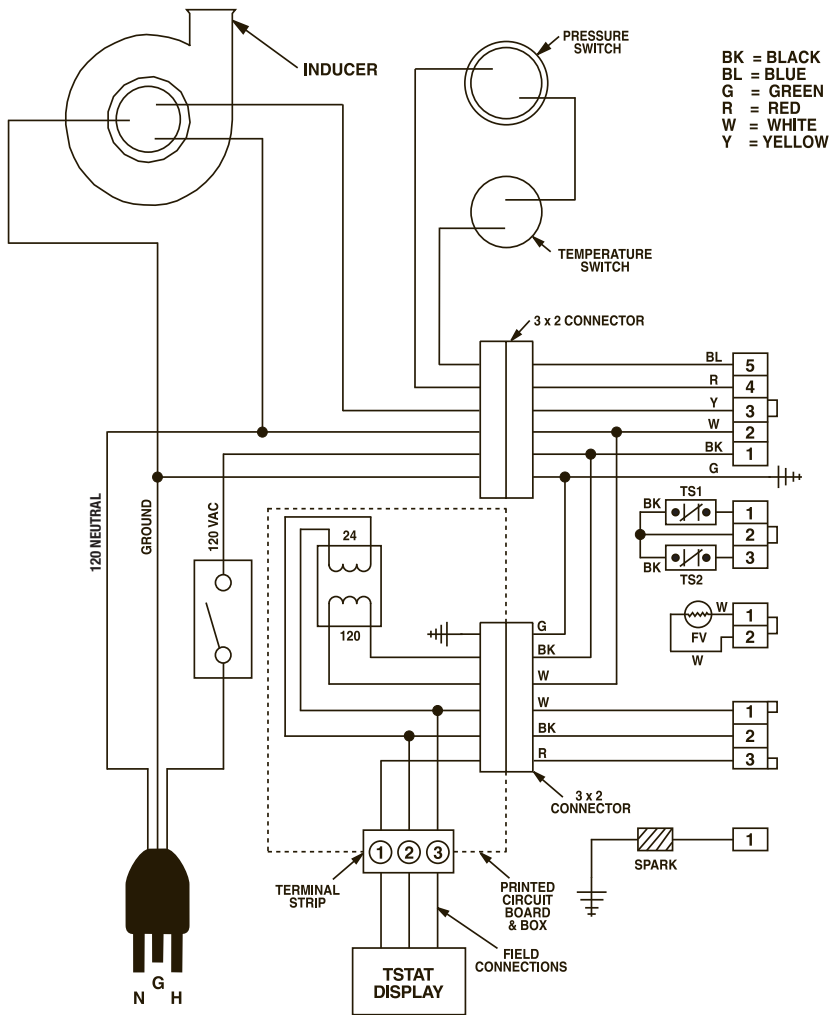 PRESSURE
SWITCH
INDUCER
BK = BLACK
BL = BLUE
G = GREEN
R = RED
W = WHITE
Y = YELLOW
TEMPERATURE
SWITCH
3 x 2 CONNECTOR
BL
5
R
4
Y
3
W
2
BK
1
G
120 NEUTRAL
GROUND
120 VAC
TS1
BK
1
2
3
BK
TS2
24
120
W
1
FV
2
W
G
BK
W
W
1
BK
2
R
3
3 x 2
CONNECTOR
1 2 3
TERMINAL
STRIP
PRINTED
CIRCUIT
BOARD
& BOX
SPARK
1
FIELD
CONNECTIONS
TSTAT
DISPLAY
N G H